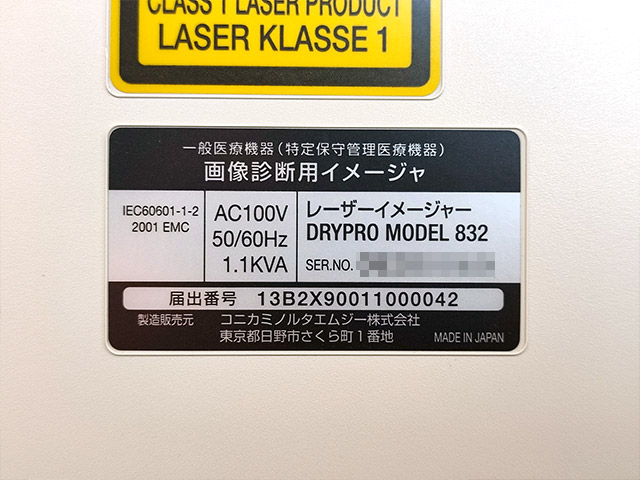 CLASS 1 LASER PRODUCT
LASER KLASSE 1
一般医療機器(特定保守管理医療機器)
画像診断用イメージャ
IEC60601-1-2
2001 EMC
AC100V
50/60Hz
1.1KVA
レーザーイメージャー
DRYPRO MODEL 832
SER.NO.
届出番号 13B2X90011000042
製造販売元 コニカミノルタエムジー株式会社
東京都日野市さくら町1番地
MADE IN JAPAN